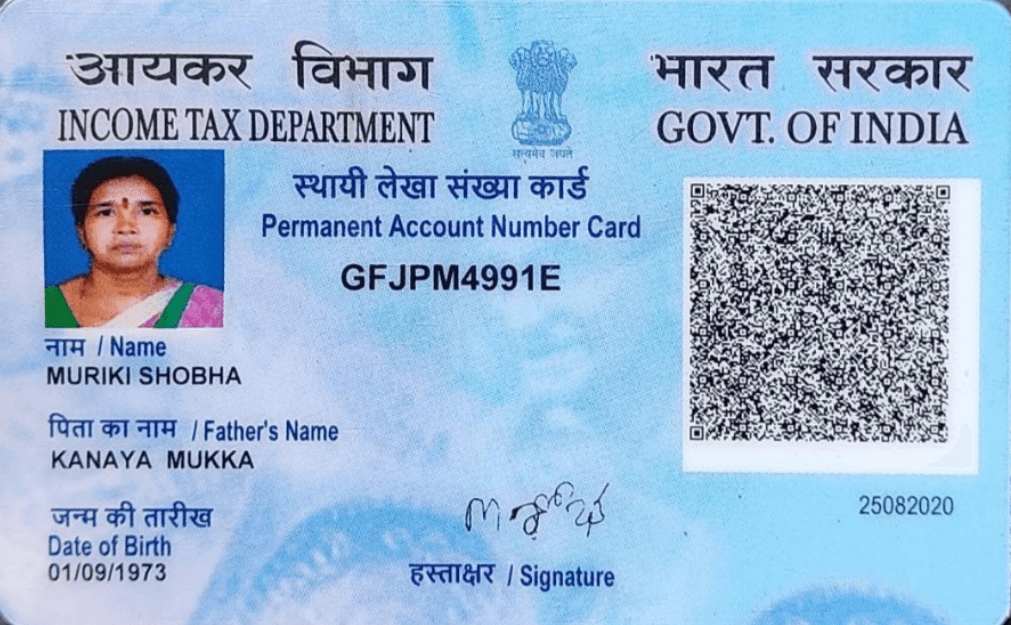 आयकर विभाग
INCOME TAX DEPARTMENT
सत्यमेव जयते
भारत सरकार
GOVT. OF INDIA
स्थायी लेखा संख्या कार्ड
Permanent Account Number Card
GFJPM4991E
नाम / Name
MURIKI SHOBHA
पिता का नाम / Father's Name
KANAYA MUKKA
जन्म की तारीख
Date of Birth
01/09/1973
हस्ताक्षर / Signature
25082020